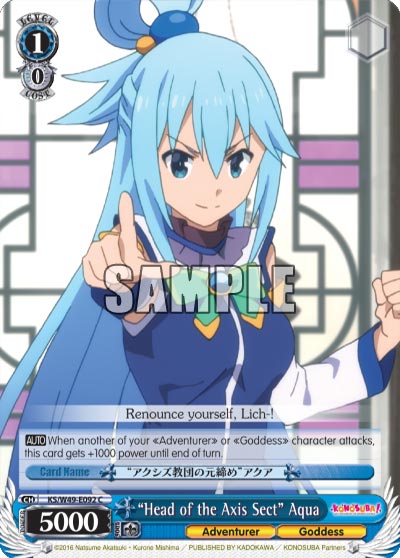 LEVEL
1
0
COST
SAMPLE
Renounce yourself, Lich-!
AUTO When another of your «Adventurer» or «Goddess» character attacks,
this card gets +1000 power until end of turn.
Card Name “アクシズ教団の元締め”アクア
CH KS/W49-E092 C
“Head of the Axis Sect” Aqua
KONOSUBA!
5000
Adventurer Goddess
©2016 Natsume Akatsuki・Kurone Mishima / PUBLISHED BY KADOKAWA / KONOSUBA Partners